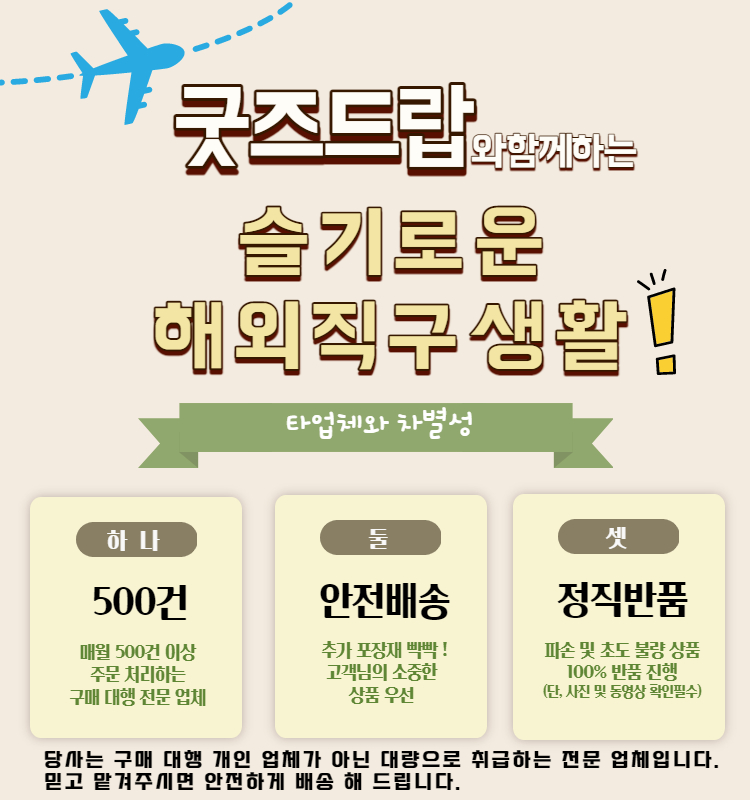 굿즈드랍와함께하는
슬기로운
해외직구생활
타업체와 차별성
하 나
500건
매월 500건 이상
주문 처리하는
구매 대행 전문 업체
둘
안전배송
추가 포장재 빡빡 !
고객님의 소중한
상품 우선
셋
정직반품
파손 및 초도 불량 상품
100% 반품 진행
(단, 사진 및 동영상 확인필수)
당사는 구매 대행 개인 업체가 아닌 대량으로 취급하는 전문 업체입니다.
믿고 맡겨주시면 안전하게 배송 해 드립니다.